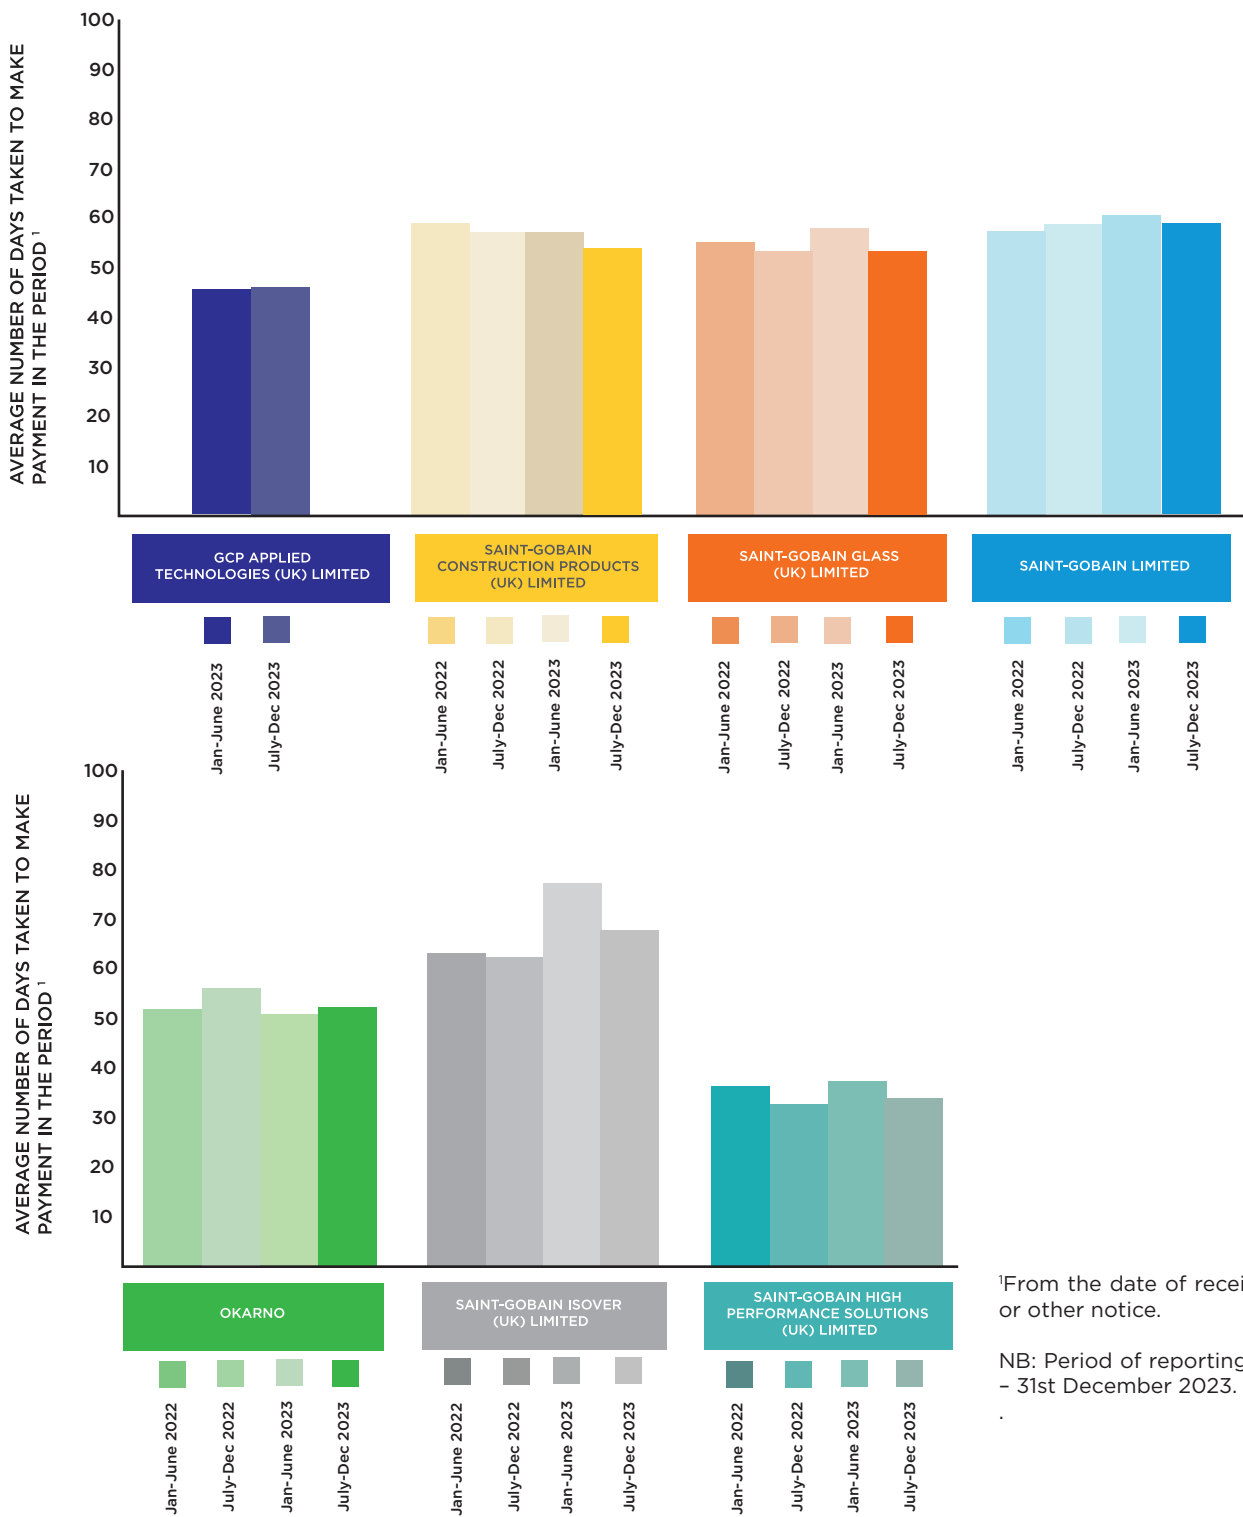 AVERAGE NUMBER OF DAYS TAKEN TO MAKE
PAYMENT IN THE PERIOD ¹
100
90
80
70
60
50
40
30
20
10
GCP APPLIED
TECHNOLOGIES (UK) LIMITED
Jan-June 2023
July-Dec 2023
SAINT-GOBAIN
CONSTRUCTION PRODUCTS
(UK) LIMITED
Jan-June 2022
July-Dec 2022
Jan-June 2023
July-Dec 2023
SAINT-GOBAIN GLASS
(UK) LIMITED
Jan-June 2022
July-Dec 2022
Jan-June 2023
July-Dec 2023
SAINT-GOBAIN LIMITED
Jan-June 2022
July-Dec 2022
Jan-June 2023
July-Dec 2023
AVERAGE NUMBER OF DAYS TAKEN TO MAKE
PAYMENT IN THE PERIOD ¹
100
90
80
70
60
50
40
30
20
10
OKARNO
Jan-June 2022
July-Dec 2022
Jan-June 2023
July-Dec 2023
SAINT-GOBAIN ISOVER
(UK) LIMITED
Jan-June 2022
July-Dec 2022
Jan-June 2023
July-Dec 2023
SAINT-GOBAIN HIGH
PERFORMANCE SOLUTIONS
(UK) LIMITED
Jan-June 2022
July-Dec 2022
Jan-June 2023
July-Dec 2023
¹From the date of recei
or other notice.
NB: Period of reporting
– 31st December 2023.
.